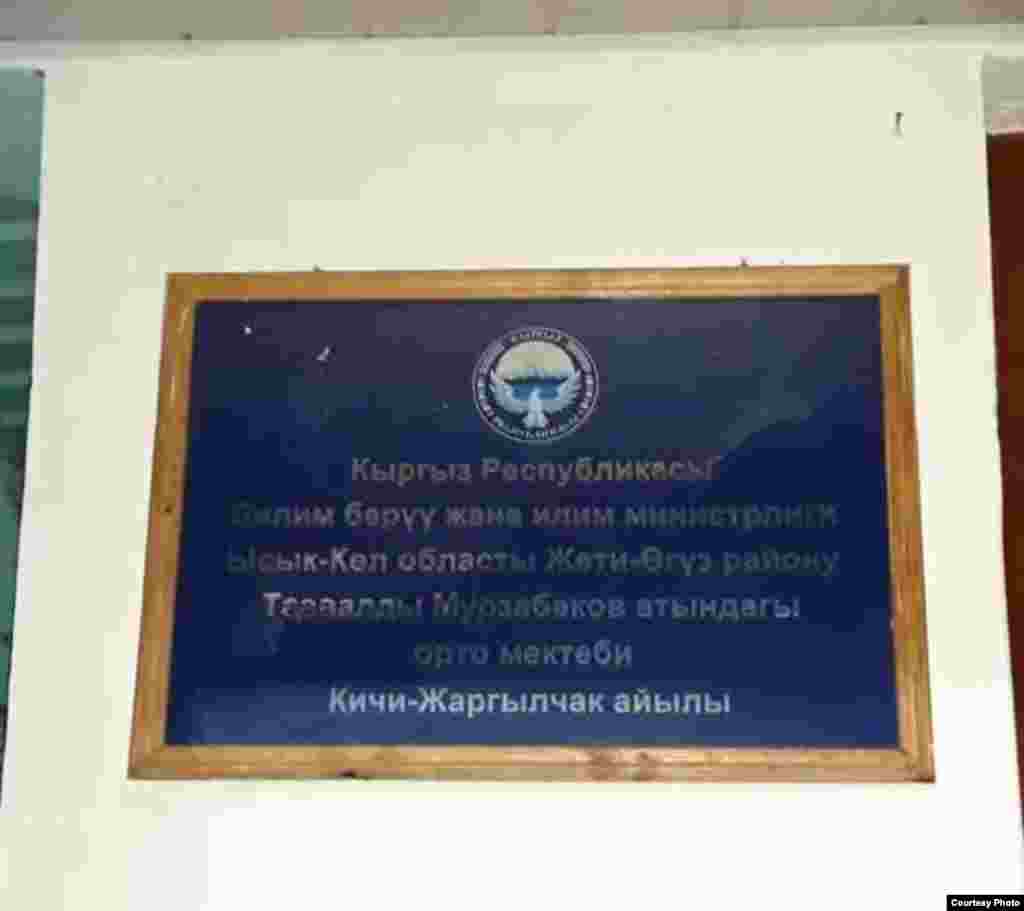 Кыргыз Республикасы
Билим берүү жана илим министрлиги
Ысык-Көл областы Жети-Өгүз району
Мурзабеков атындагы
орто мектеби
Кичи-Жаргылчак айылы
Courtesy Photo